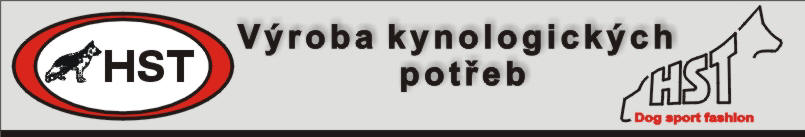 HST
Výroba kynologických
potřeb
HST
Dog sport fashion